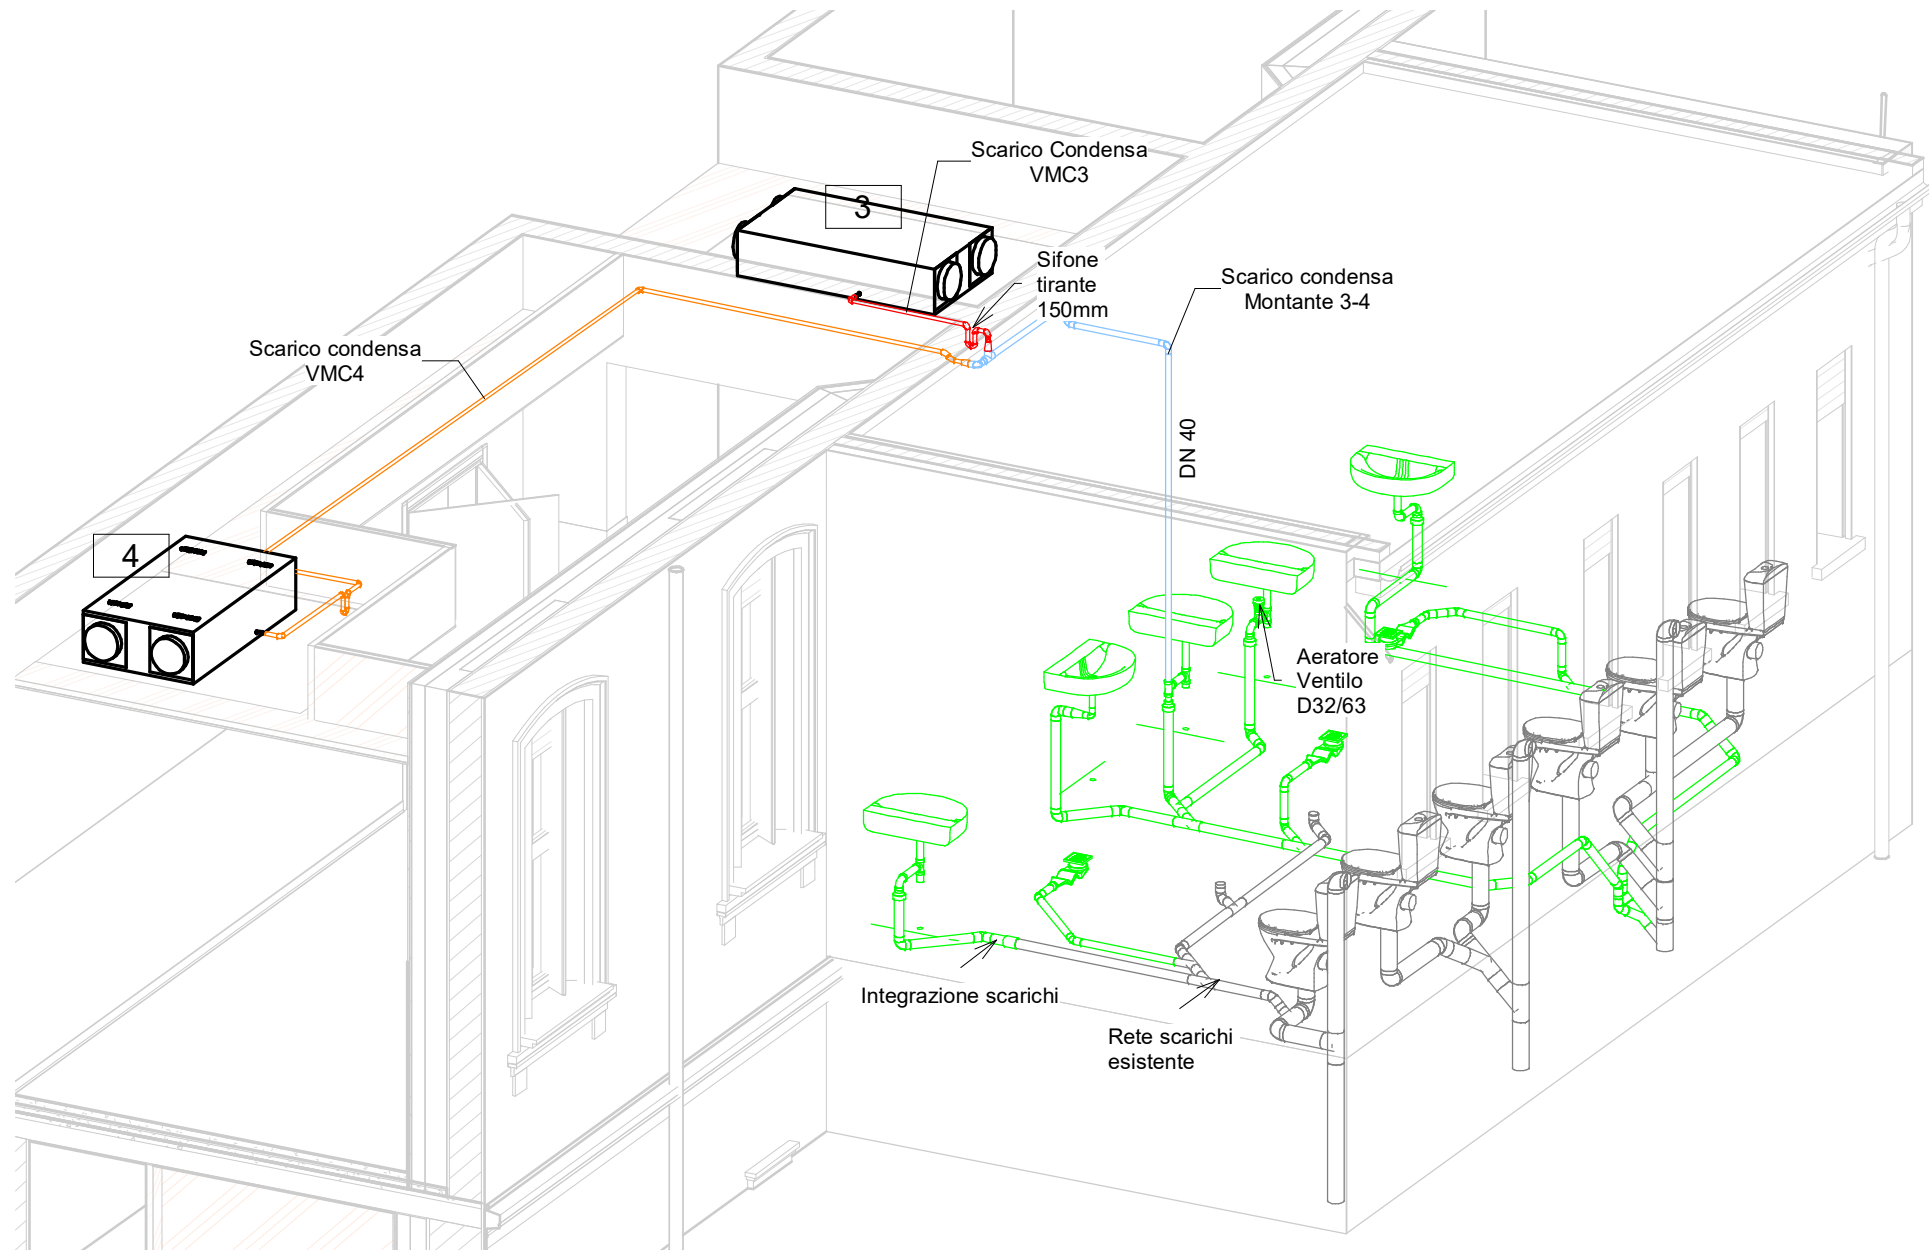 Scarico Condensa
VMC3
3
Sifone
tirante
150mm
Scarico condensa
Montante 3-4
Scarico condensa
VMC4
DN 40
4
Aeratore
Ventilo
D32/63
Integrazione scarichi
Rete scarichi
esistente